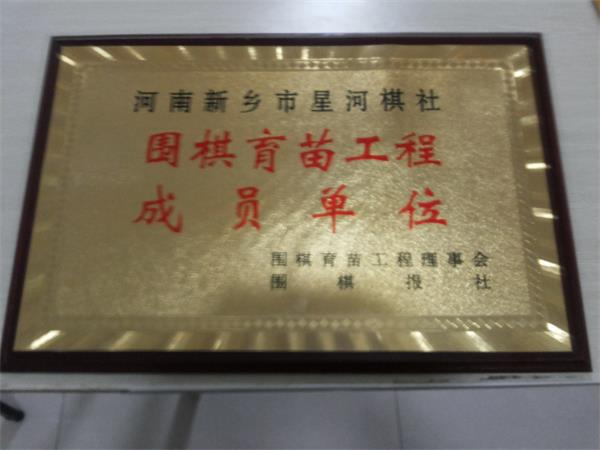 河南新乡市星河棋社
围棋育苗工程
成员单位
围棋育苗工程理事会
围棋报社